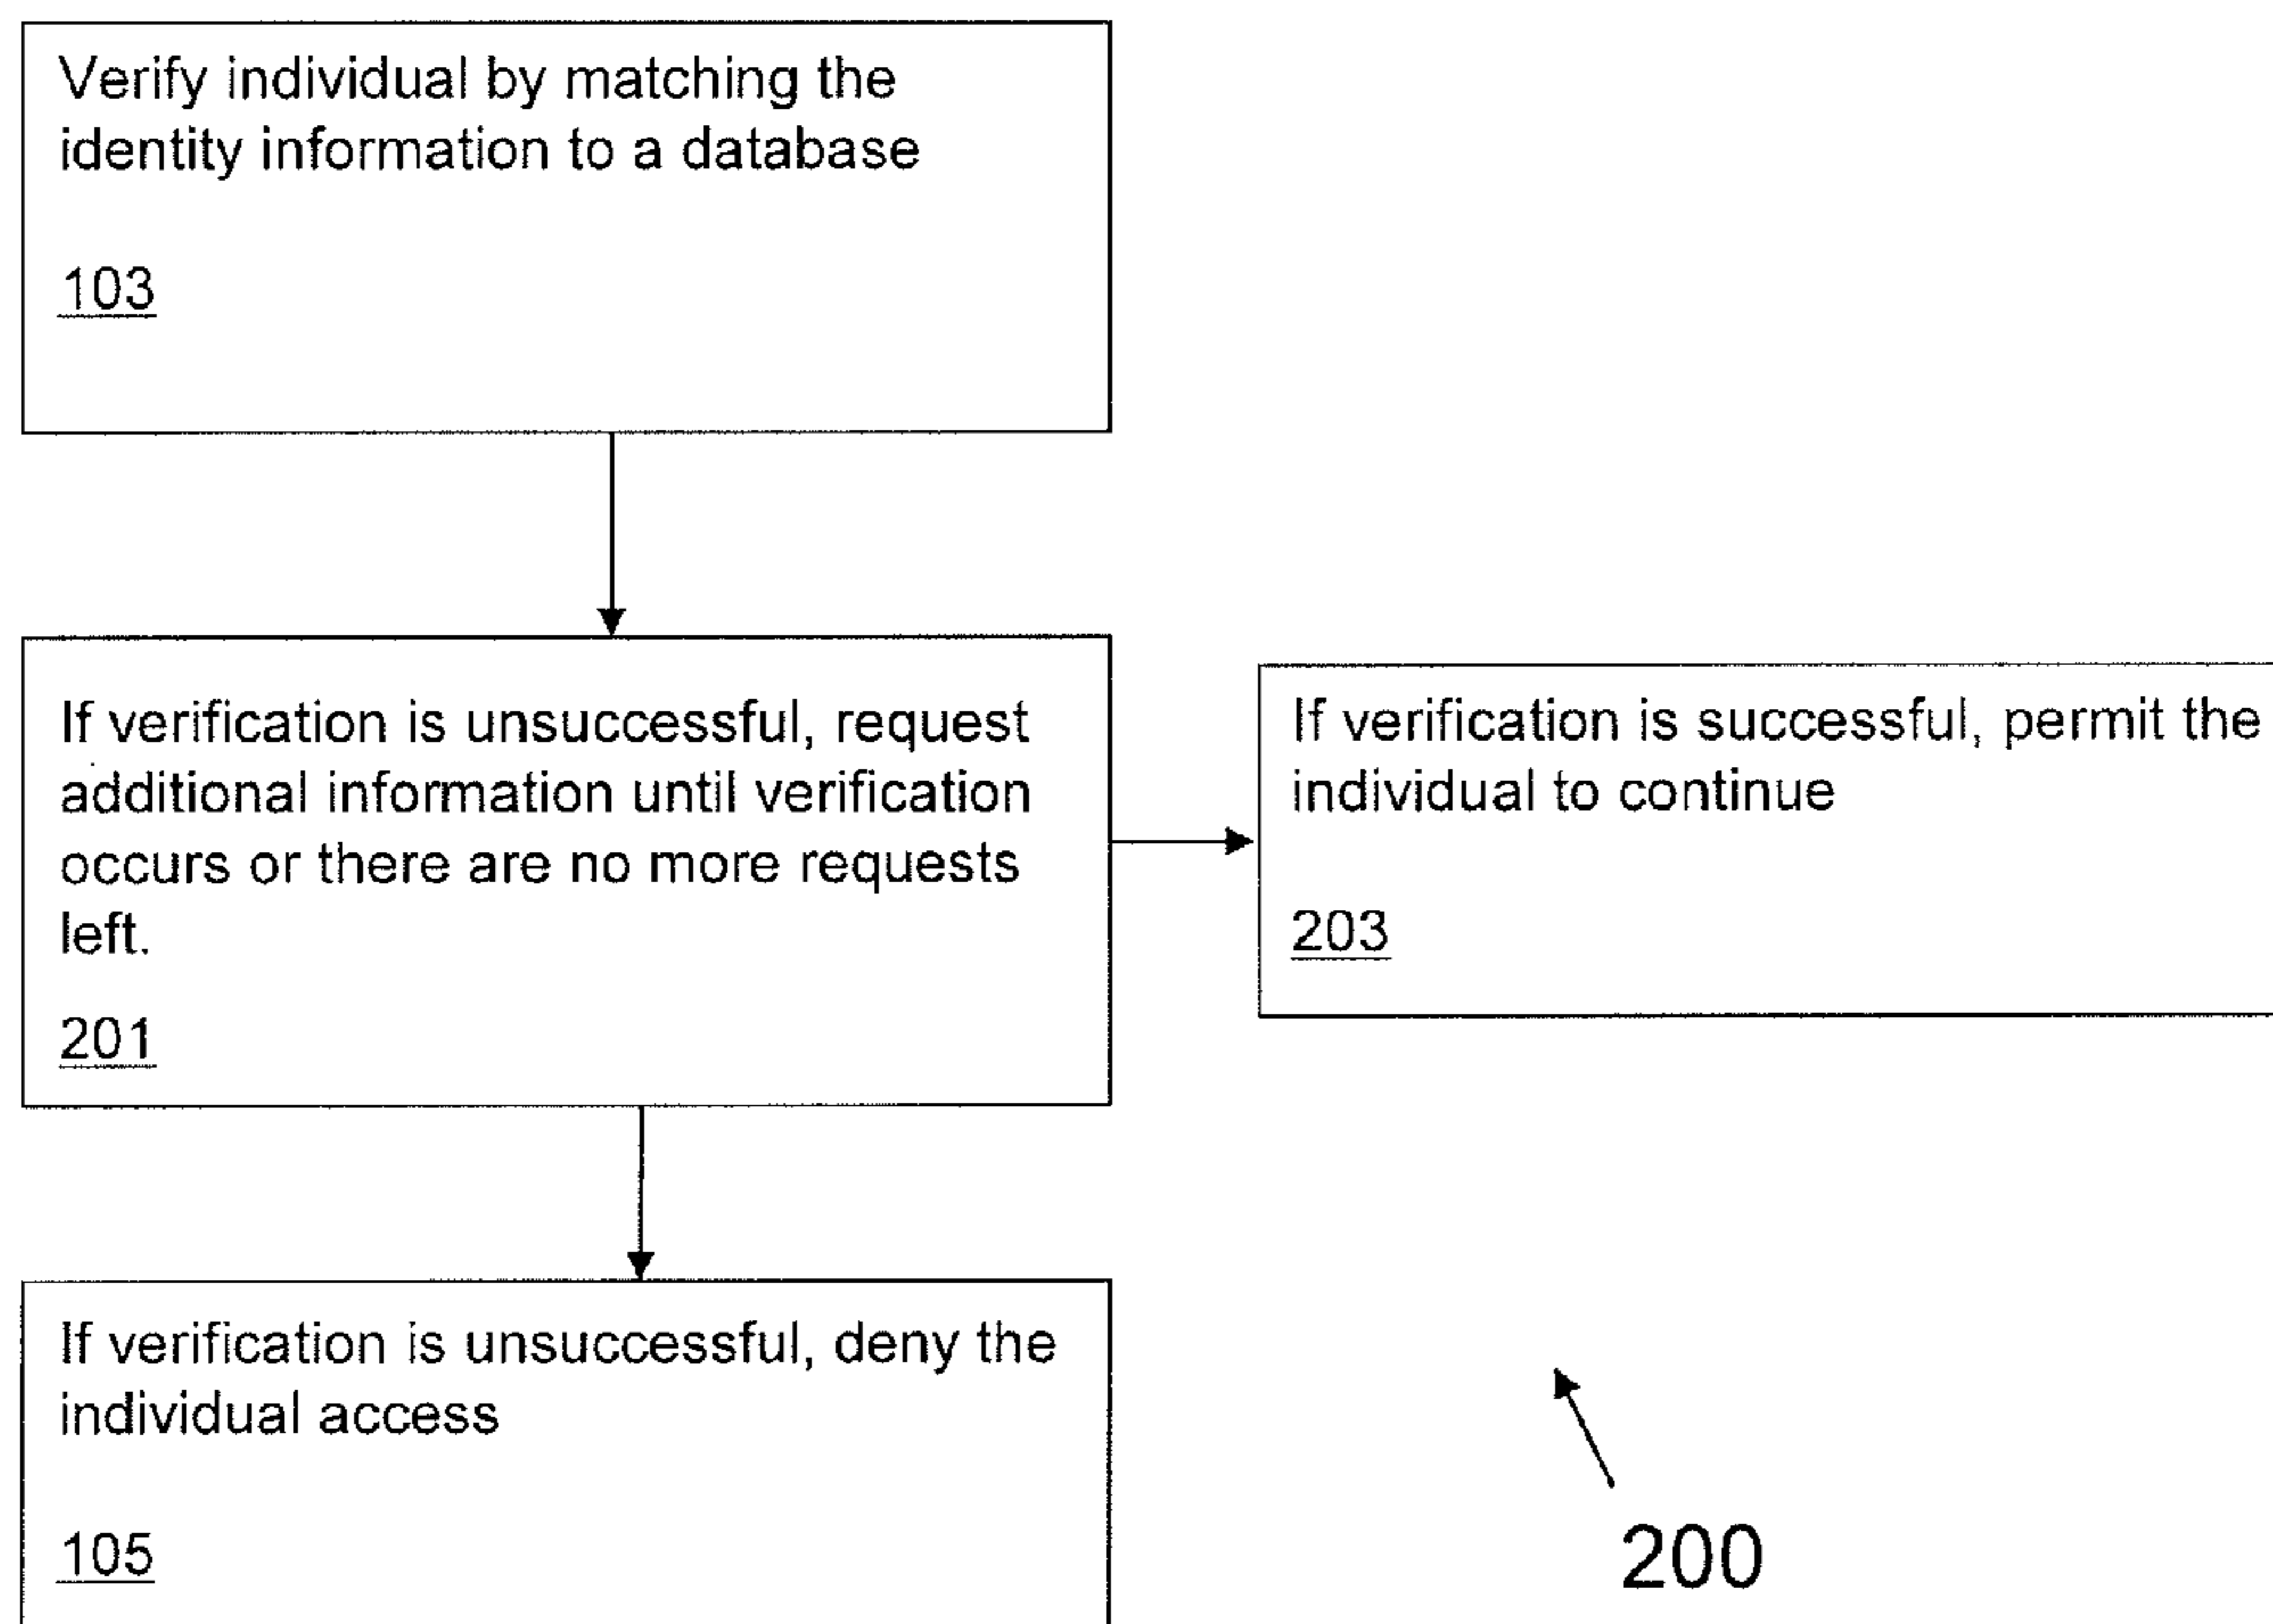 Verify individual by matching the
identity information to a database
103
If verification is unsuccessful, request
additional information until verification
occurs or there are no more requests
left.
201
If verification is successful, permit the
individual to continue
203
If verification is unsuccessful, deny the
individual access
105
200